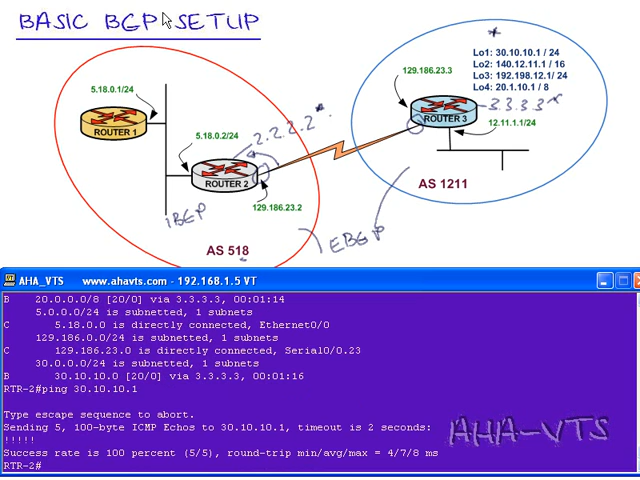 BASIC BGP SETUP
*
Lo1: 30.10.10.1 / 24
Lo2: 140.12.11.1 / 16
Lo3: 192.198.12.1/ 24
Lo4: 20.1.10.1 / 8
129.186.23.3
5.18.0.1/24
3.3.3.3*
ROUTER 3
2.2.2.2*
12.11.1.1/24
ROUTER 1
5.18.0.2/24
ROUTER 2
AS 1211
129.186.23.2
iBGP
EBGP
AS 518
AHA_VTS www.ahavts.com - 192.168.1.5 VT
B 20.0.0.0/8 [20/0] via 3.3.3.3, 00:01:14
5.0.0.0/24 is subnetted, 1 subnets
C 5.18.0.0 is directly connected, Ethernet0/0
129.186.0.0/24 is subnetted, 1 subnets
C 129.186.23.0 is directly connected, Serial0/0.23
30.0.0.0/24 is subnetted, 1 subnets
B 30.10.10.0 [20/0] via 3.3.3.3, 00:01:16
RTR-2#ping 30.10.10.1
Type escape sequence to abort.
Sending 5, 100-byte ICMP Echos to 30.10.10.1, timeout is 2 seconds:
!!!!!
Success rate is 100 percent (5/5), round-trip min/avg/max = 4/7/8 ms
RTR-2#
AHA-VTS